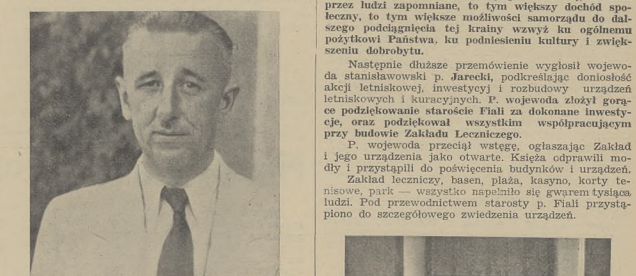 przez ludzi zapomniane, to tym większy dochód spo-
łeczny, to tym większe możliwości samorządu do dal-
szego podciągnięcia tej krainy wzwyż ku ogólnemu
pożytkowi Państwa, ku podniesieniu kultury i zwięk-
szeniu dobrobytu.
Następnie dłuższe przemówienie wygłosił wojewo-
da stanisławowski p. Jarecki, podkreślając doniosłość
akcji letniskowej, inwestycyj i rozbudowy urządzeń
letniskowych i kuracyjnych. P. wojewoda złożył gorą-
ce podziękowanie staroście Fiali za dokonane inwesty-
cje, oraz podziękował wszystkim współpracującym
przy budowie Zakładu Leczniczego.
P. wojewoda przeciął wstęgę, ogłaszając Zakład
i jego urządzenia jako otwarte. Księża odprawili mo-
dły i przystąpili do poświęcenia budynków i urządzeń.
Zakład leczniczy, basen, plaża, kasyno, korty te-
nisowe, park — wszystko napełniło się gwarem tysiąca
ludzi. Pod przewodnictwem starosty p. Fiali przystą-
piono do szczegółowego zwiedzenia urządzeń.